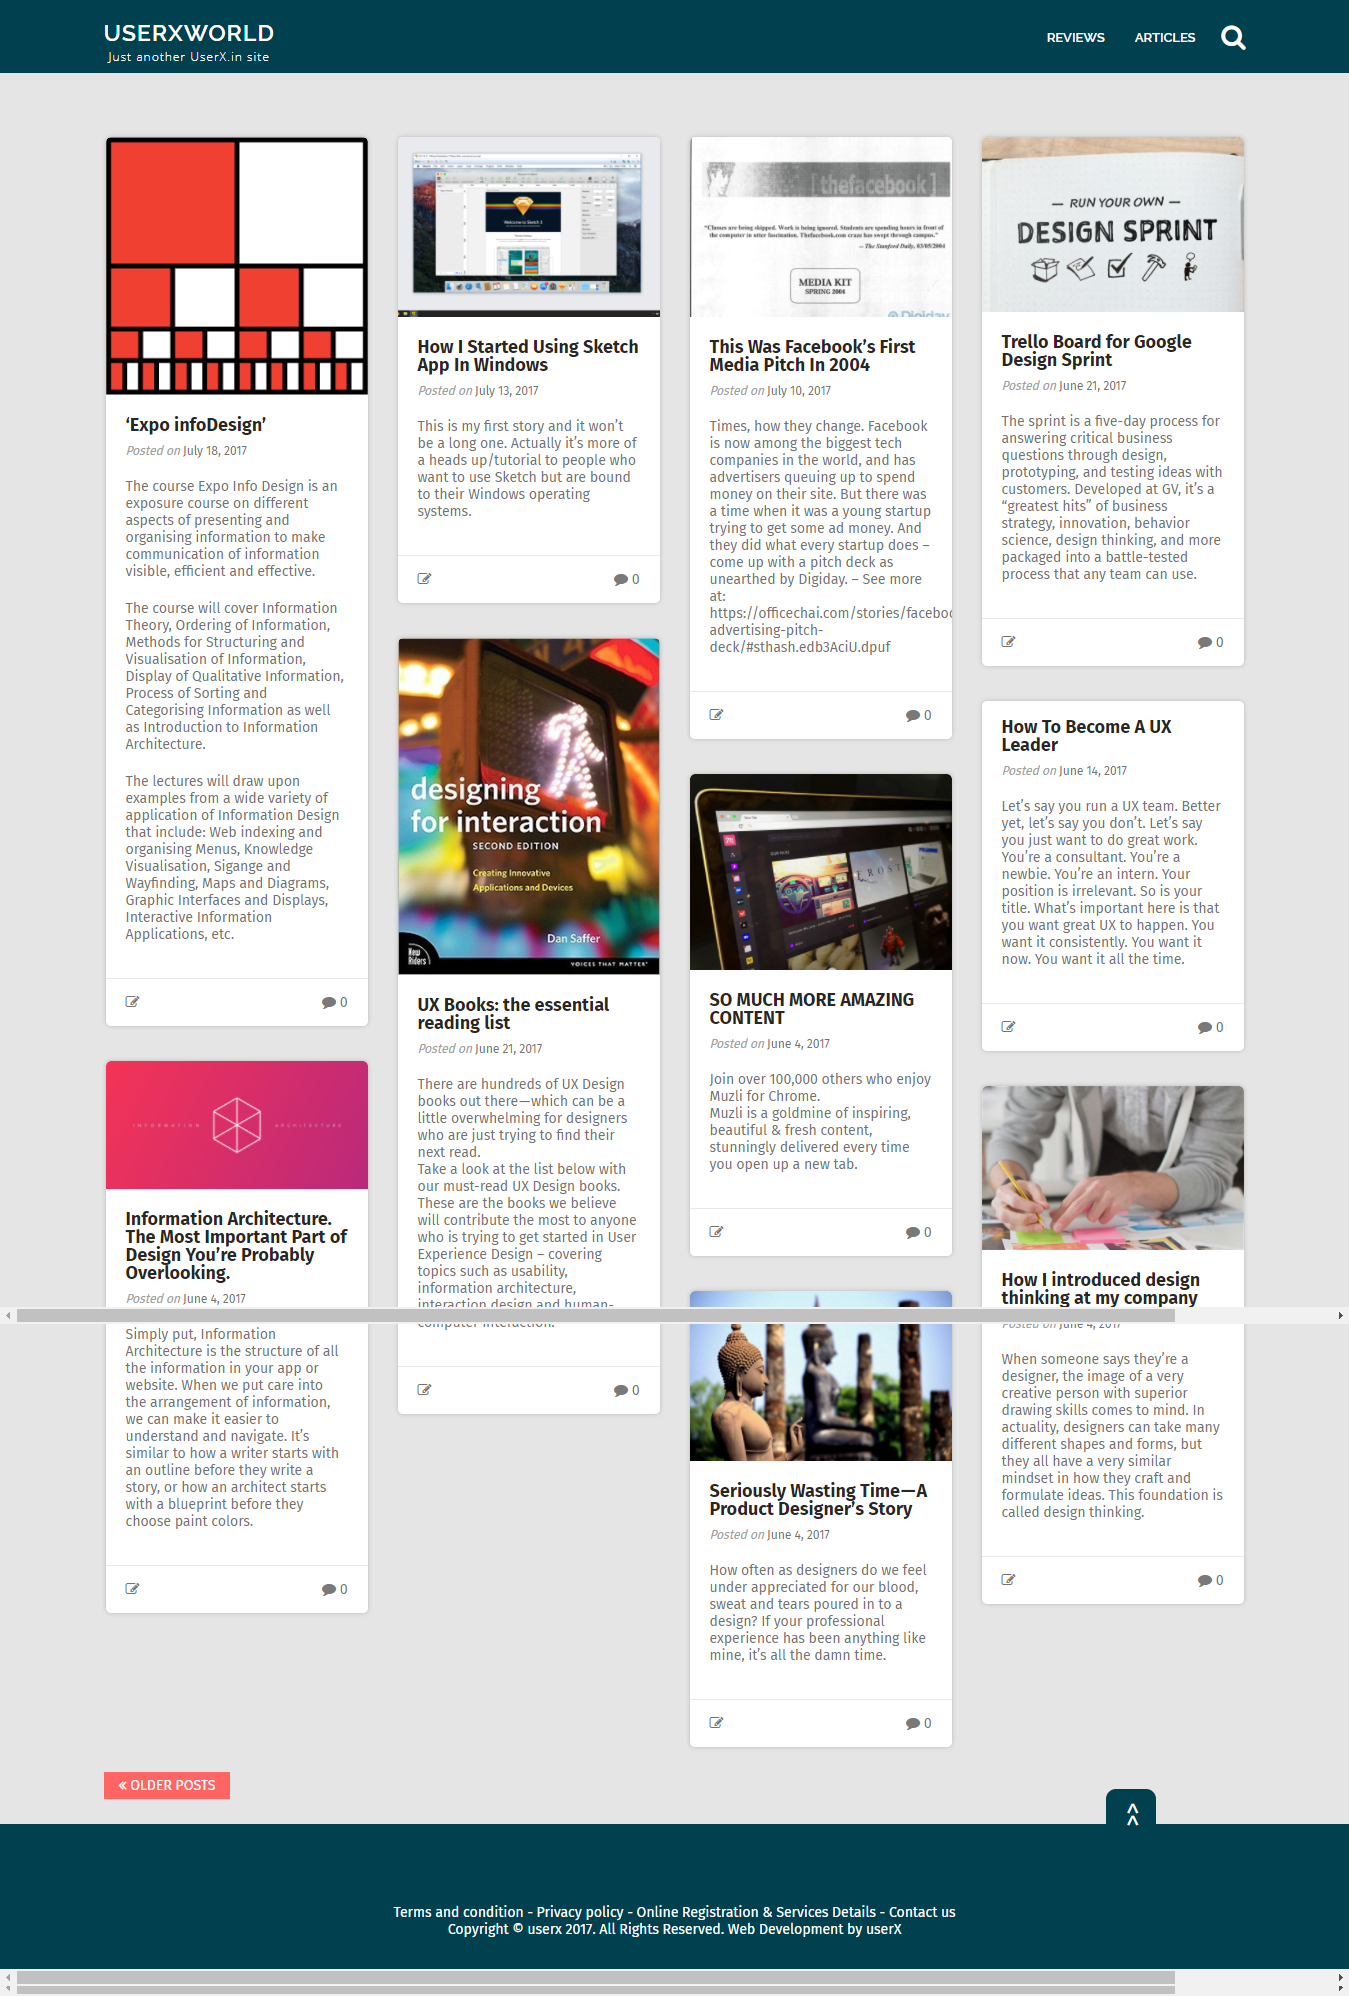 USERXWORLD
Just another UserX.in site
REVIEWS
ARTICLES
‘Expo infoDesign’
Posted on July 18, 2017
The course Expo Info Design is an
exposure course on different
aspects of presenting and
organising information to make
communication of information
visible, efficient and effective.
The course will cover Information
Theory, Ordering of Information,
Methods for Structuring and
Visualisation of Information,
Display of Qualitative Information,
Process of Sorting and
Categorising Information as well
as Introduction to Information
Architecture.
The lectures will draw upon
examples from a wide variety of
application of Information Design
that include: Web indexing and
organising Menus, Knowledge
Visualisation, Sigange and
Wayfinding, Maps and Diagrams,
Graphic Interfaces and Displays,
Interactive Information
Applications, etc.
0
INFORMATION ARCHITECTURE
Information Architecture.
The Most Important Part of
Design You’re Probably
Overlooking.
Posted on June 4, 2017
Simply put, Information
Architecture is the structure of all
the information in your app or
website. When we put care into
the arrangement of information,
we can make it easier to
understand and navigate. It’s
similar to how a writer starts with
an outline before they write a
story, or how an architect starts
with a blueprint before they
choose paint colors.
0
How I Started Using Sketch
App In Windows
Posted on July 13, 2017
This is my first story and it won’t
be a long one. Actually it’s more of
a heads up/tutorial to people who
want to use Sketch but are bound
to their Windows operating
systems.
0
designing
for interaction
SECOND EDITION
Creating Innovative
Applications and Devices
Dan Saffer
New
Riders
VOICES THAT MATTER
UX Books: the essential
reading list
Posted on June 21, 2017
There are hundreds of UX Design
books out there—which can be a
little overwhelming for designers
who are just trying to find their
next read.
Take a look at the list below with
our must-read UX Design books.
These are the books we believe
will contribute the most to anyone
who is trying to get started in User
Experience Design – covering
topics such as usability,
information architecture,
interaction design and human-
computer interaction.
0
[thefacebook]
"Classes are being skipped. Work is being ignored. Students are spending hours in front of
the computer in utter fascination. Thefacebook.com craze has swept through campus."
-- The Stanford Daily, 03/05/2004
MEDIA KIT
SPRING 2004
Digiday
This Was Facebook’s First
Media Pitch In 2004
Posted on July 10, 2017
Times, how they change. Facebook
is now among the biggest tech
companies in the world, and has
advertisers queuing up to spend
money on their site. But there was
a time when it was a young startup
trying to get some ad money. And
they did what every startup does –
come up with a pitch deck as
unearthed by Digiday. – See more
at:
https://officechai.com/stories/faceboo
advertising-pitch-
deck/#sthash.edb3AciU.dpuf
0
SO MUCH MORE AMAZING
CONTENT
Posted on June 4, 2017
Join over 100,000 others who enjoy
Muzli for Chrome.
Muzli is a goldmine of inspiring,
beautiful & fresh content,
stunningly delivered every time
you open up a new tab.
0
Seriously Wasting Time—A
Product Designer’s Story
Posted on June 4, 2017
How often as designers do we feel
under appreciated for our blood,
sweat and tears poured in to a
design? If your professional
experience has been anything like
mine, it’s all the damn time.
0
— RUN YOUR OWN —
DESIGN SPRINT
Trello Board for Google
Design Sprint
Posted on June 21, 2017
The sprint is a five-day process for
answering critical business
questions through design,
prototyping, and testing ideas with
customers. Developed at GV, it’s a
“greatest hits” of business
strategy, innovation, behavior
science, design thinking, and more
packaged into a battle-tested
process that any team can use.
0
How To Become A UX
Leader
Posted on June 14, 2017
Let’s say you run a UX team. Better
yet, let’s say you don’t. Let’s say
you just want to do great work.
You’re a consultant. You’re a
newbie. You’re an intern. Your
position is irrelevant. So is your
title. What’s important here is that
you want great UX to happen. You
want it consistently. You want it
now. You want it all the time.
0
How I introduced design
thinking at my company
Posted on June 4, 2017
When someone says they’re a
designer, the image of a very
creative person with superior
drawing skills comes to mind. In
actuality, designers can take many
different shapes and forms, but
they all have a very similar
mindset in how they craft and
formulate ideas. This foundation is
called design thinking.
0
« OLDER POSTS
Terms and condition - Privacy policy - Online Registration & Services Details - Contact us
Copyright © userx 2017. All Rights Reserved. Web Development by userX